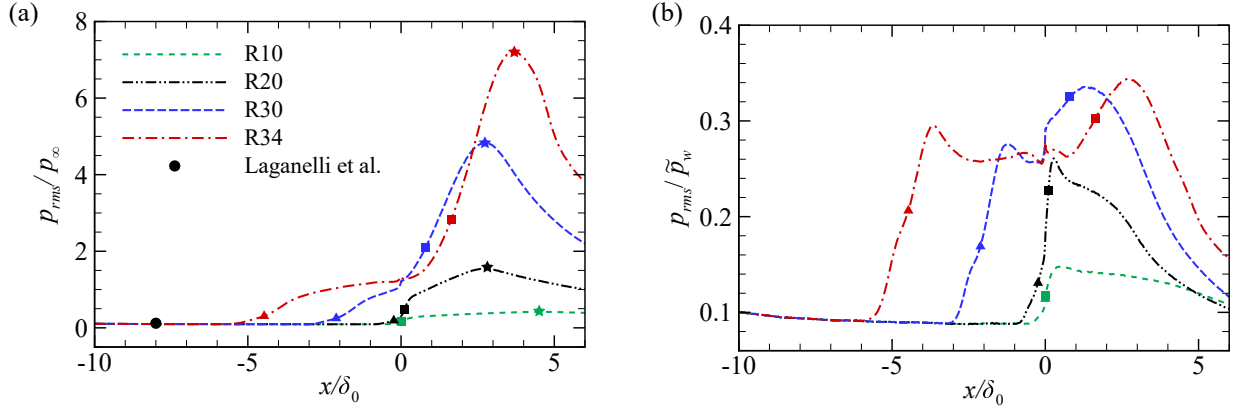 (a)
8
6
4
2
0
-10
-5
0
5
p_rms / p_∞
x/δ_0
R10
R20
R30
R34
Laganelli et al.
(b)
0.4
0.3
0.2
0.1
-10
-5
0
5
p_rms / p̃_w
x/δ_0